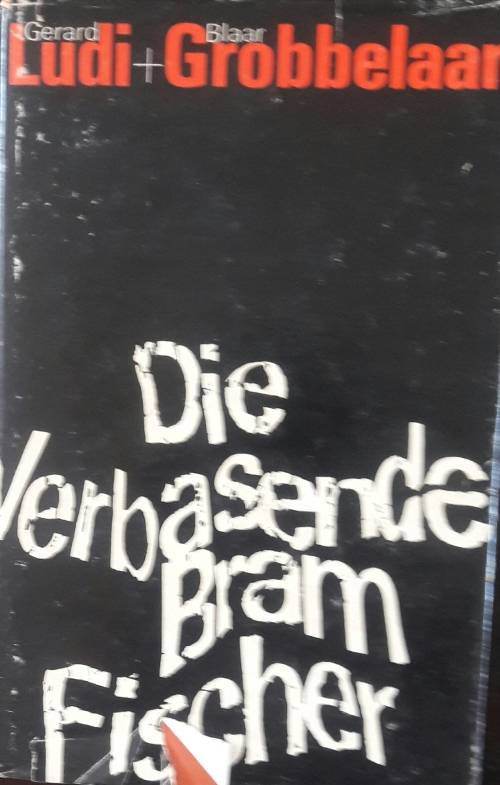 Gerard Blaar
Ludi+Grobbelaar
Die
Verbasende
Bram
Fischer